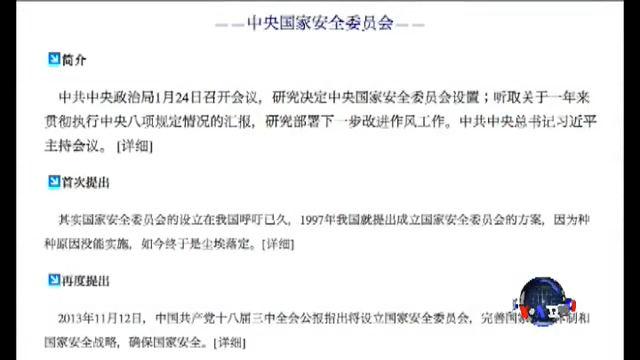 ——中央国家安全委员会——
简介
中共中央政治局1月24日召开会议，研究决定中央国家安全委员会设置；听取关于一年来
贯彻执行中央八项规定情况的汇报，研究部署下一步改进作风工作。中共中央总书记习近平
主持会议。 [详细]
首次提出
其实国家安全委员会的设立在我国呼吁已久，1997年我国就提出成立国家安全委员会的方案，因为种
种原因没能实施，如今终于是尘埃落定。[详细]
再度提出
2013年11月12日，中国共产党十八届三中全会公报指出将设立国家安全委员会，完善国家 制和
国家安全战略，确保国家安全。[详细]